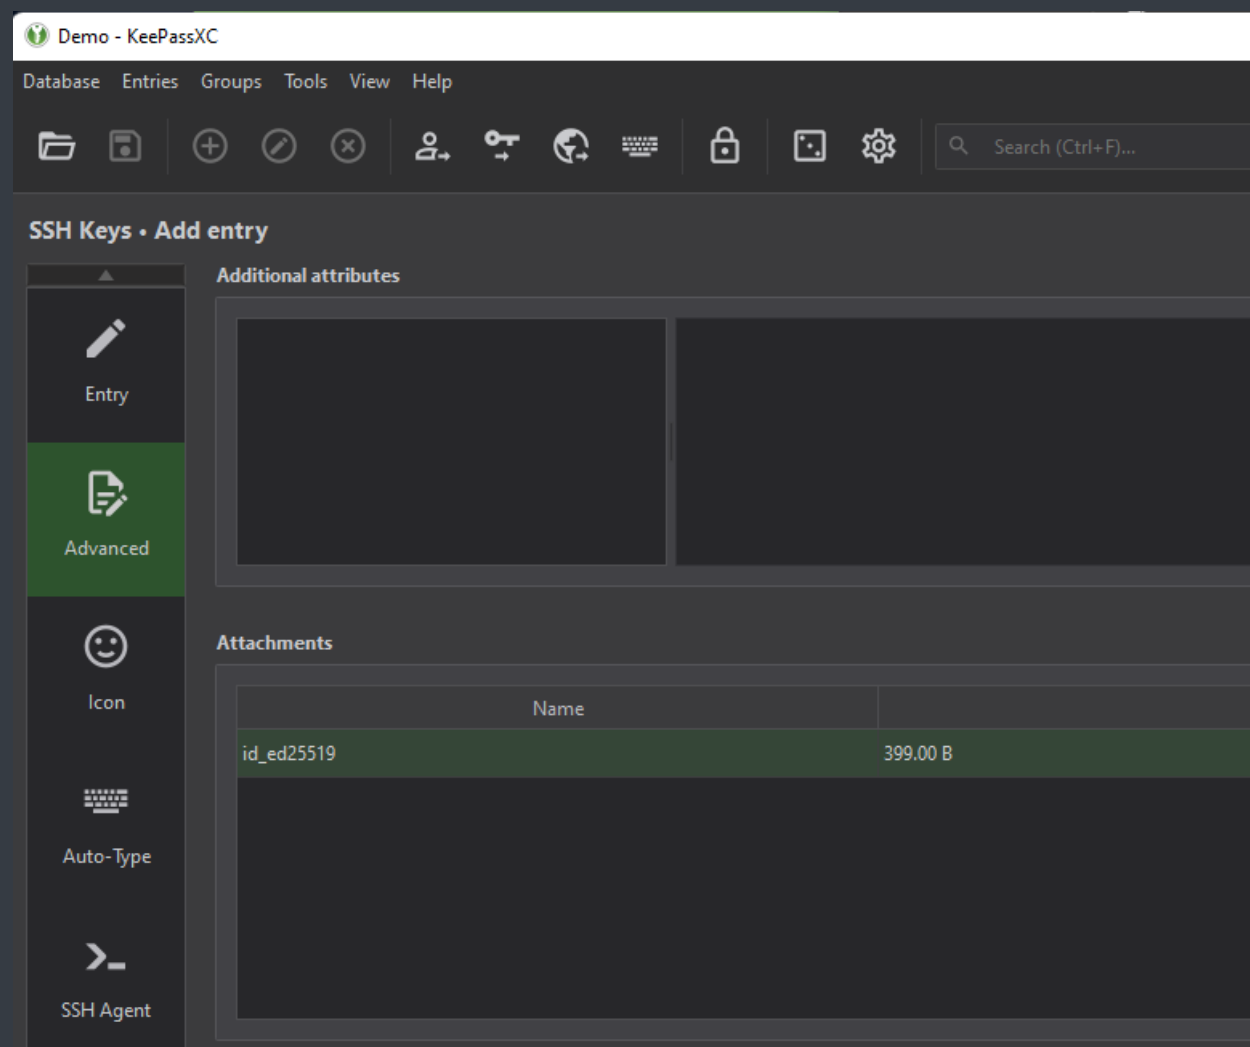 Demo - KeePassXC
Database Entries Groups Tools View Help
Search (Ctrl+F)...
SSH Keys • Add entry
Additional attributes
Entry
Advanced
Icon
Auto-Type
SSH Agent
Attachments
Name
id_ed25519 399.00 B